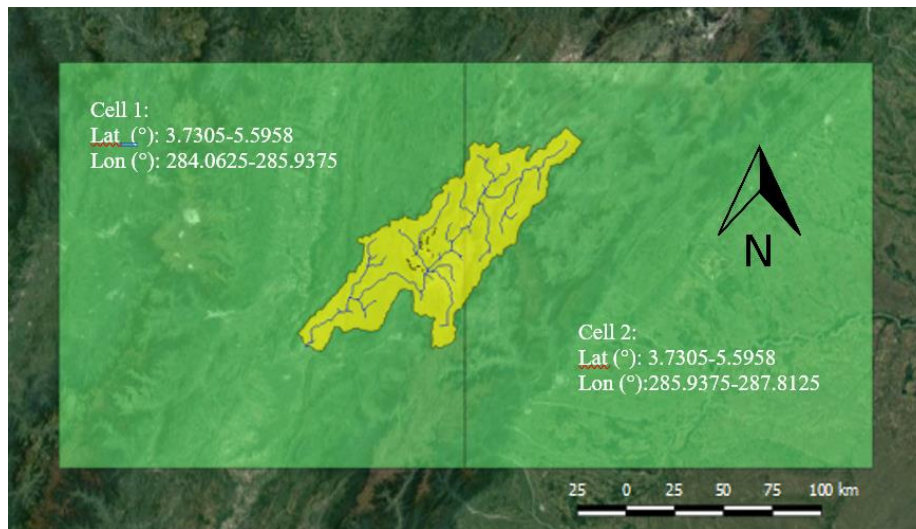 Cell 1:
Lat (°): 3.7305-5.5958
Lon (°): 284.0625-285.9375
N
Cell 2:
Lat (°): 3.7305-5.5958
Lon (°):285.9375-287.8125
25 0 25 50 75 100 km